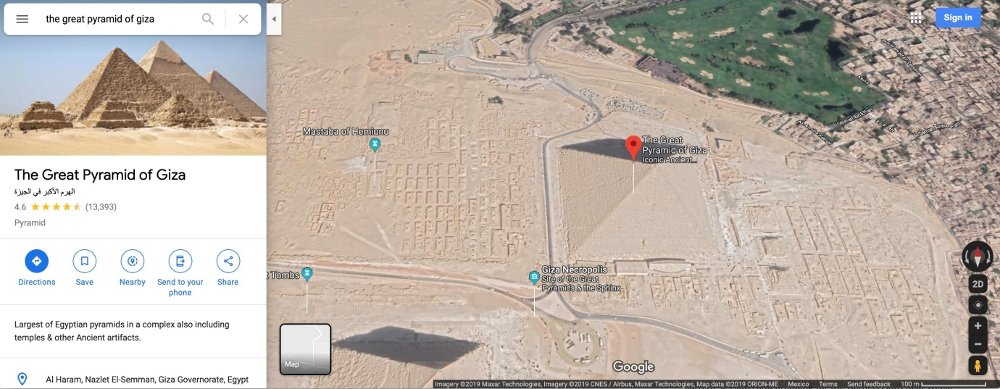 the great pyramid of giza
Sign in
The Great Pyramid of Giza
الهرم الأكبر في الجيزة
4.6 (13,393)
Pyramid
Directions
Save
Nearby
Send to your
phone
Share
Largest of Egyptian pyramids in a complex also including
temples & other Ancient artifacts.
Al Haram, Nazlet El-Semman, Giza Governorate, Egypt
Mastaba of Hemiunu
The Great
Pyramid of Giza
Iconic Ancient...
t Tombs
Giza Necropolis
Site of the Great
Pyramids & the Sphinx
Map
2D
Google
Imagery ©2019 Maxar Technologies, Imagery ©2019 CNES / Airbus, Maxar Technologies, Map data ©2019 ORION-ME Mexico Terms Send feedback 100 m